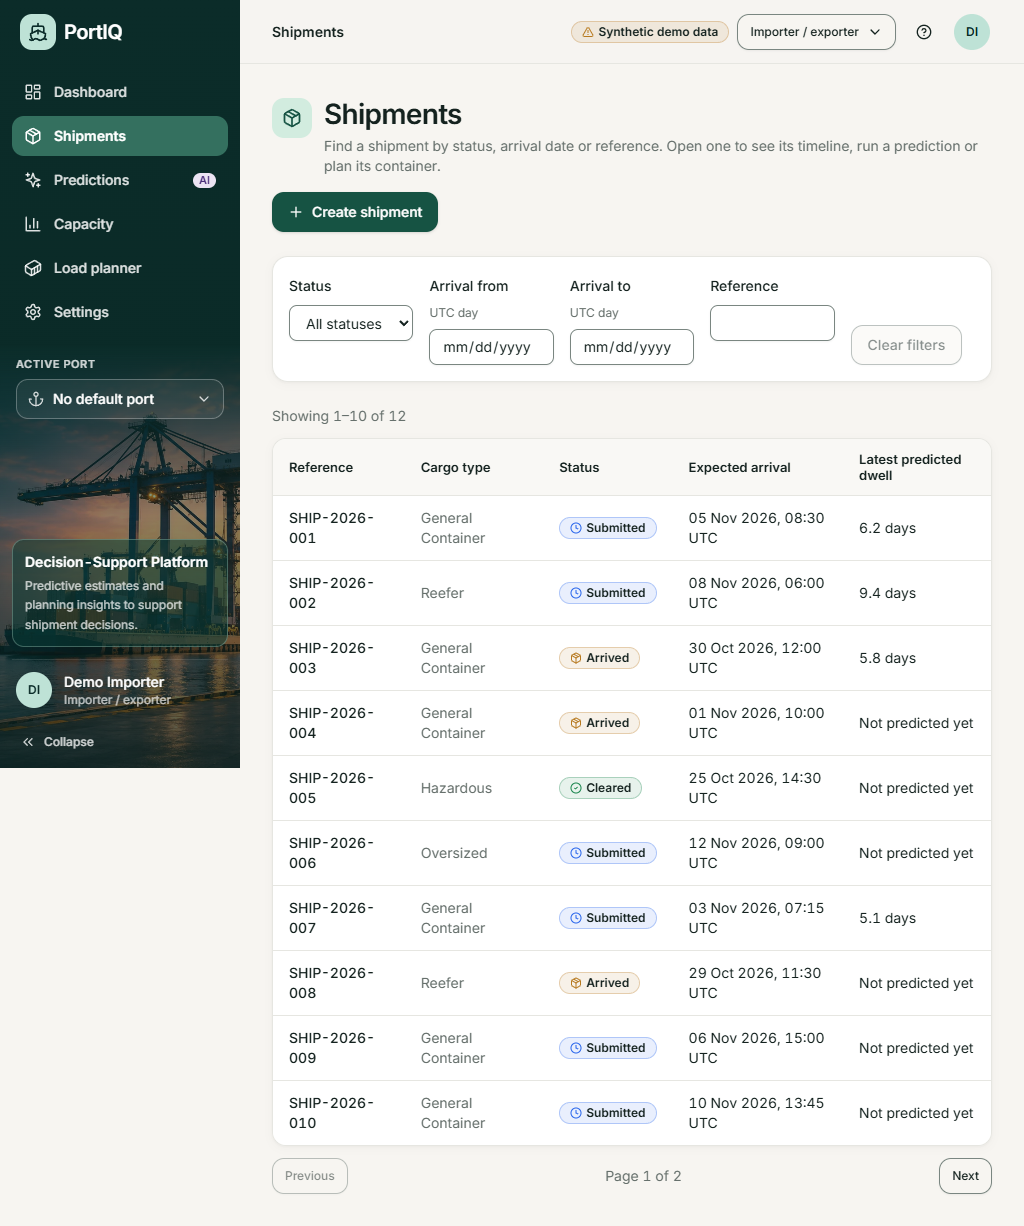 PortIQ
Dashboard
Shipments
Predictions AI
Capacity
Load planner
Settings
ACTIVE PORT
No default port
Decision-Support Platform
Predictive estimates and
planning insights to support
shipment decisions.
DI
Demo Importer
Importer / exporter
Collapse
Shipments
Synthetic demo data
Importer / exporter
DI
Shipments
Find a shipment by status, arrival date or reference. Open one to see its timeline, run a prediction or
plan its container.
Create shipment
Status Arrival from Arrival to Reference
UTC day UTC day
All statuses mm/dd/yyyy mm/dd/yyyy Clear filters
Showing 1–10 of 12
Reference Cargo type Status Expected arrival Latest predicted
dwell
SHIP-2026- General Submitted 05 Nov 2026, 08:30 6.2 days
001 Container UTC
SHIP-2026- Reefer Submitted 08 Nov 2026, 06:00 9.4 days
002 UTC
SHIP-2026- General Arrived 30 Oct 2026, 12:00 5.8 days
003 Container UTC
SHIP-2026- General Arrived 01 Nov 2026, 10:00 Not predicted yet
004 Container UTC
SHIP-2026- Hazardous Cleared 25 Oct 2026, 14:30 Not predicted yet
005 UTC
SHIP-2026- Oversized Submitted 12 Nov 2026, 09:00 Not predicted yet
006 UTC
SHIP-2026- General Submitted 03 Nov 2026, 07:15 5.1 days
007 Container UTC
SHIP-2026- Reefer Arrived 29 Oct 2026, 11:30 Not predicted yet
008 UTC
SHIP-2026- General Submitted 06 Nov 2026, 15:00 Not predicted yet
009 Container UTC
SHIP-2026- General Submitted 10 Nov 2026, 13:45 Not predicted yet
010 Container UTC
Previous Page 1 of 2 Next